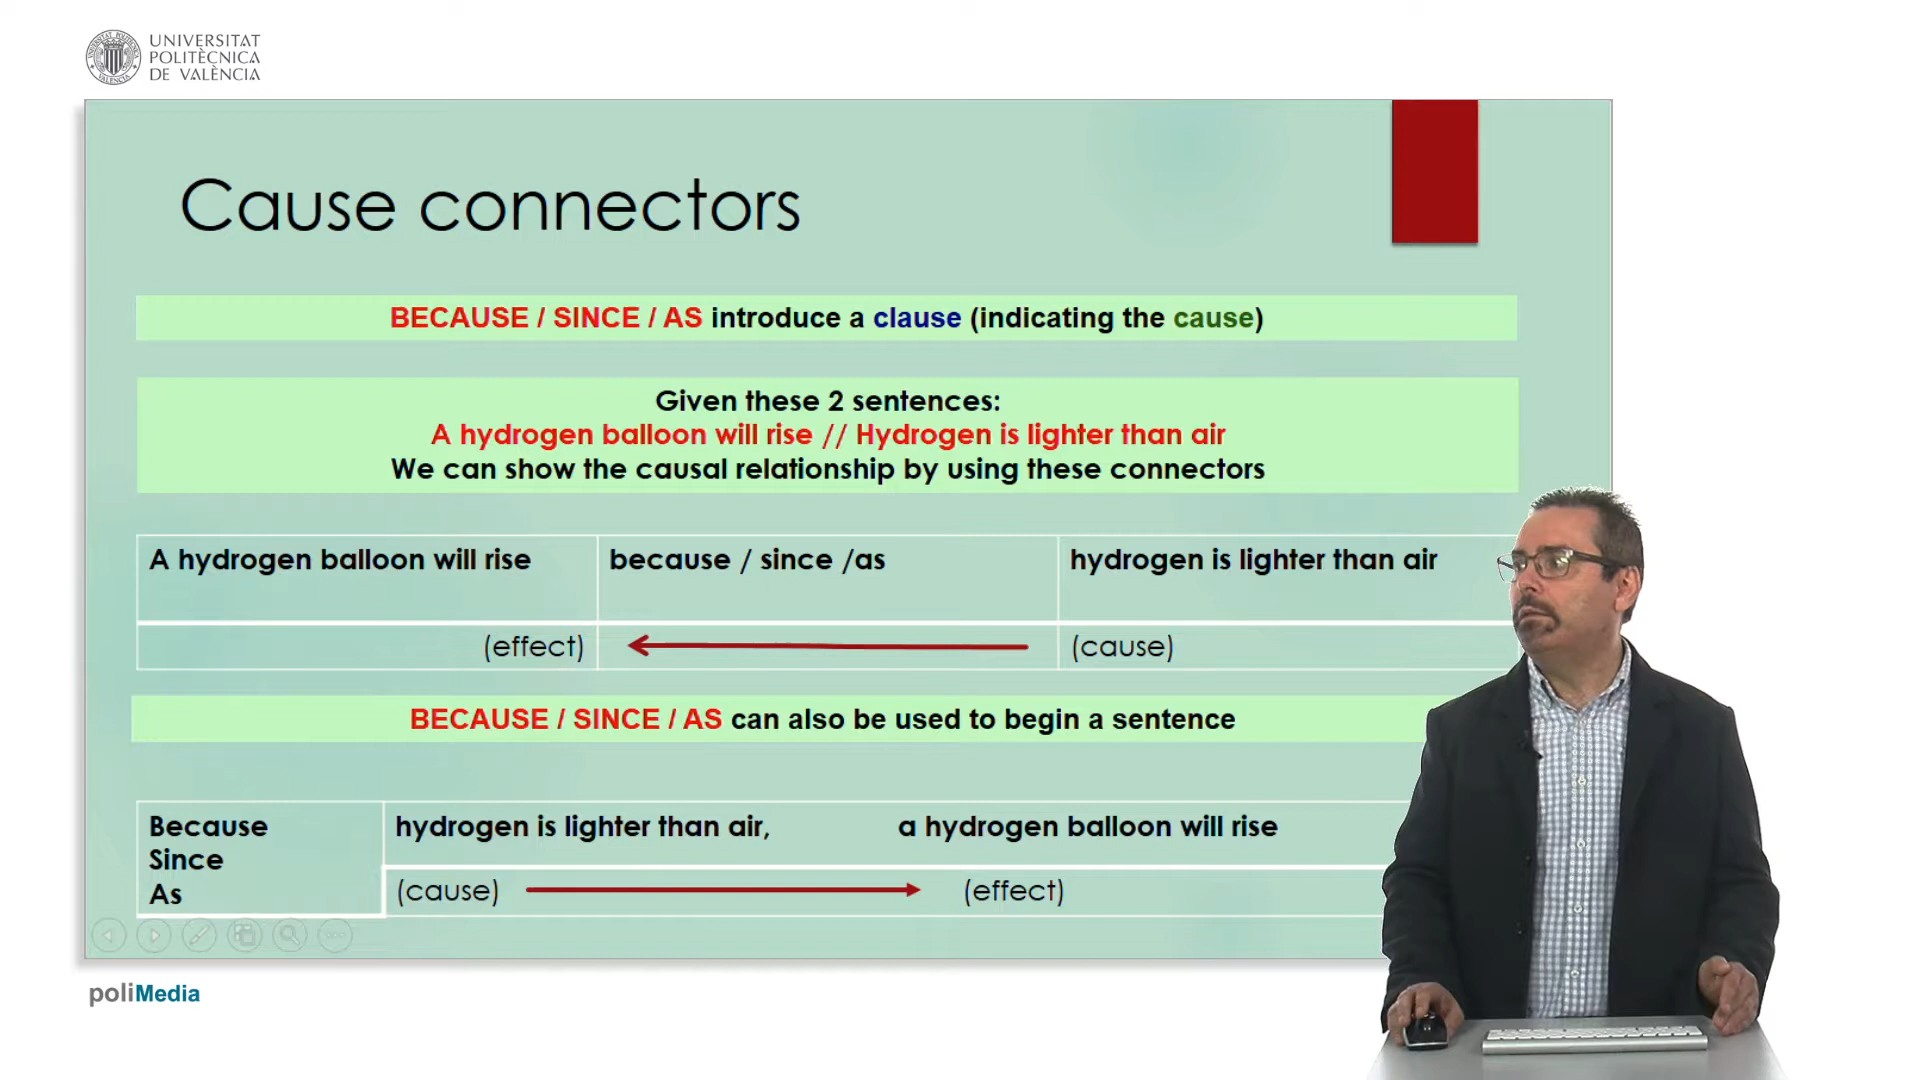 UNIVERSITAT
POLITÈCNICA
DE VALÈNCIA
Cause connectors
BECAUSE / SINCE / AS introduce a clause (indicating the cause)
Given these 2 sentences:
A hydrogen balloon will rise // Hydrogen is lighter than air
We can show the causal relationship by using these connectors
A hydrogen balloon will rise
because / since /as
hydrogen is lighter than air
(effect)
(cause)
BECAUSE / SINCE / AS can also be used to begin a sentence
Because
Since
As
hydrogen is lighter than air,
a hydrogen balloon will rise
(cause)
(effect)
poliMedia